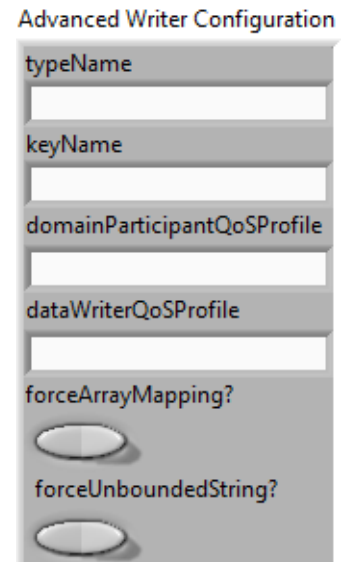 Advanced Writer Configuration
typeName
keyName
domainParticipantQoSProfile
dataWriterQoSProfile
forceArrayMapping?
forceUnboundedString?